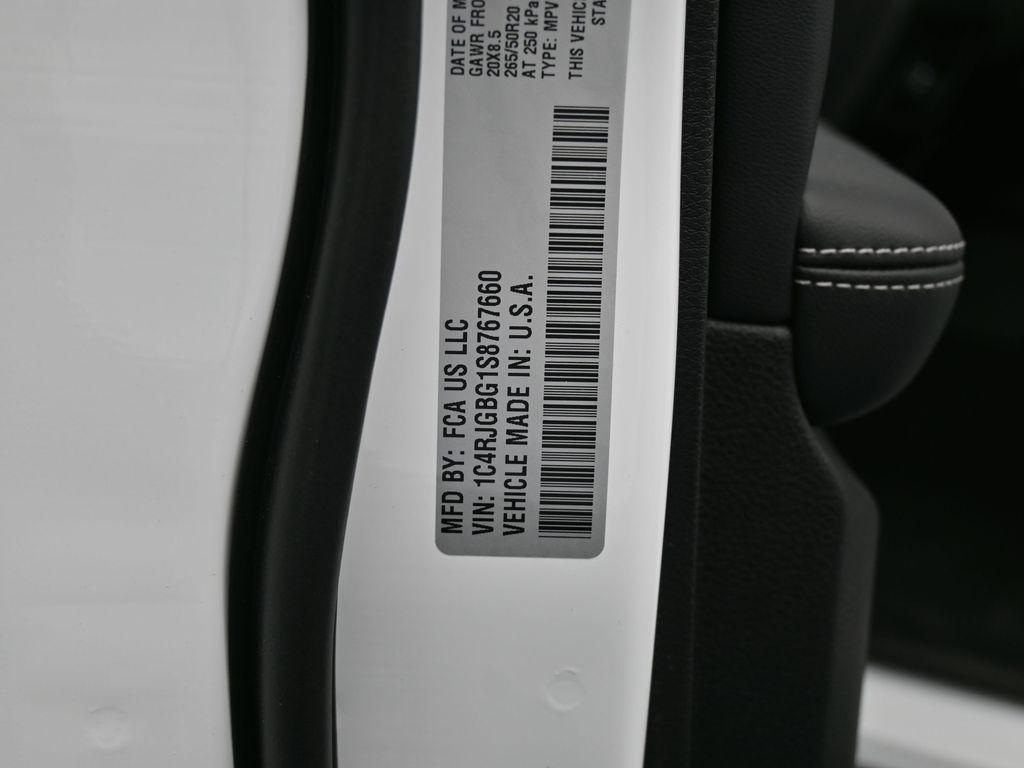 MFD BY: FCA US LLC
VIN: 1C4RJGBG1S8767660
VEHICLE MADE IN: U.S.A.
DATE OF M
GAWR FRO
20X8.5
265/50R20
AT 250 kPa
TYPE: MPV
THIS VEHIC
STA